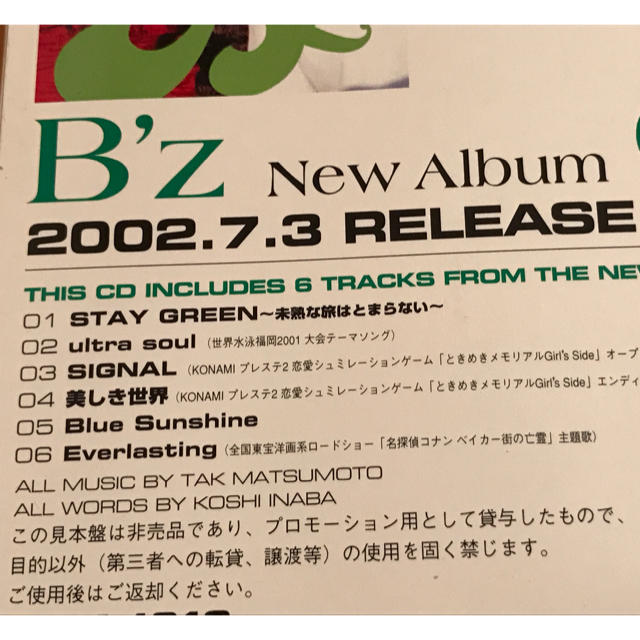 B'z New Album
2002.7.3 RELEASE
THIS CD INCLUDES 6 TRACKS FROM THE NEW
01 STAY GREEN～未熟な旅はとまらない～
02 ultra soul（世界水泳福岡2001 大会テーマソング）
03 SIGNAL（KONAMI プレステ2 恋愛シュミレーションゲーム「ときめきメモリアルGirl's Side」オープ
04 美しき世界（KONAMI プレステ2 恋愛シュミレーションゲーム「ときめきメモリアルGirl's Side」エンディ
05 Blue Sunshine
06 Everlasting（全国東宝洋画系ロードショー「名探偵コナン ベイカー街の亡霊」主題歌）
ALL MUSIC BY TAK MATSUMOTO
ALL WORDS BY KOSHI INABA
この見本盤は非売品であり、プロモーション用として貸与したもので、
目的以外（第三者への転貸、譲渡等）の使用を固く禁じます。
ご使用後はご返却ください。